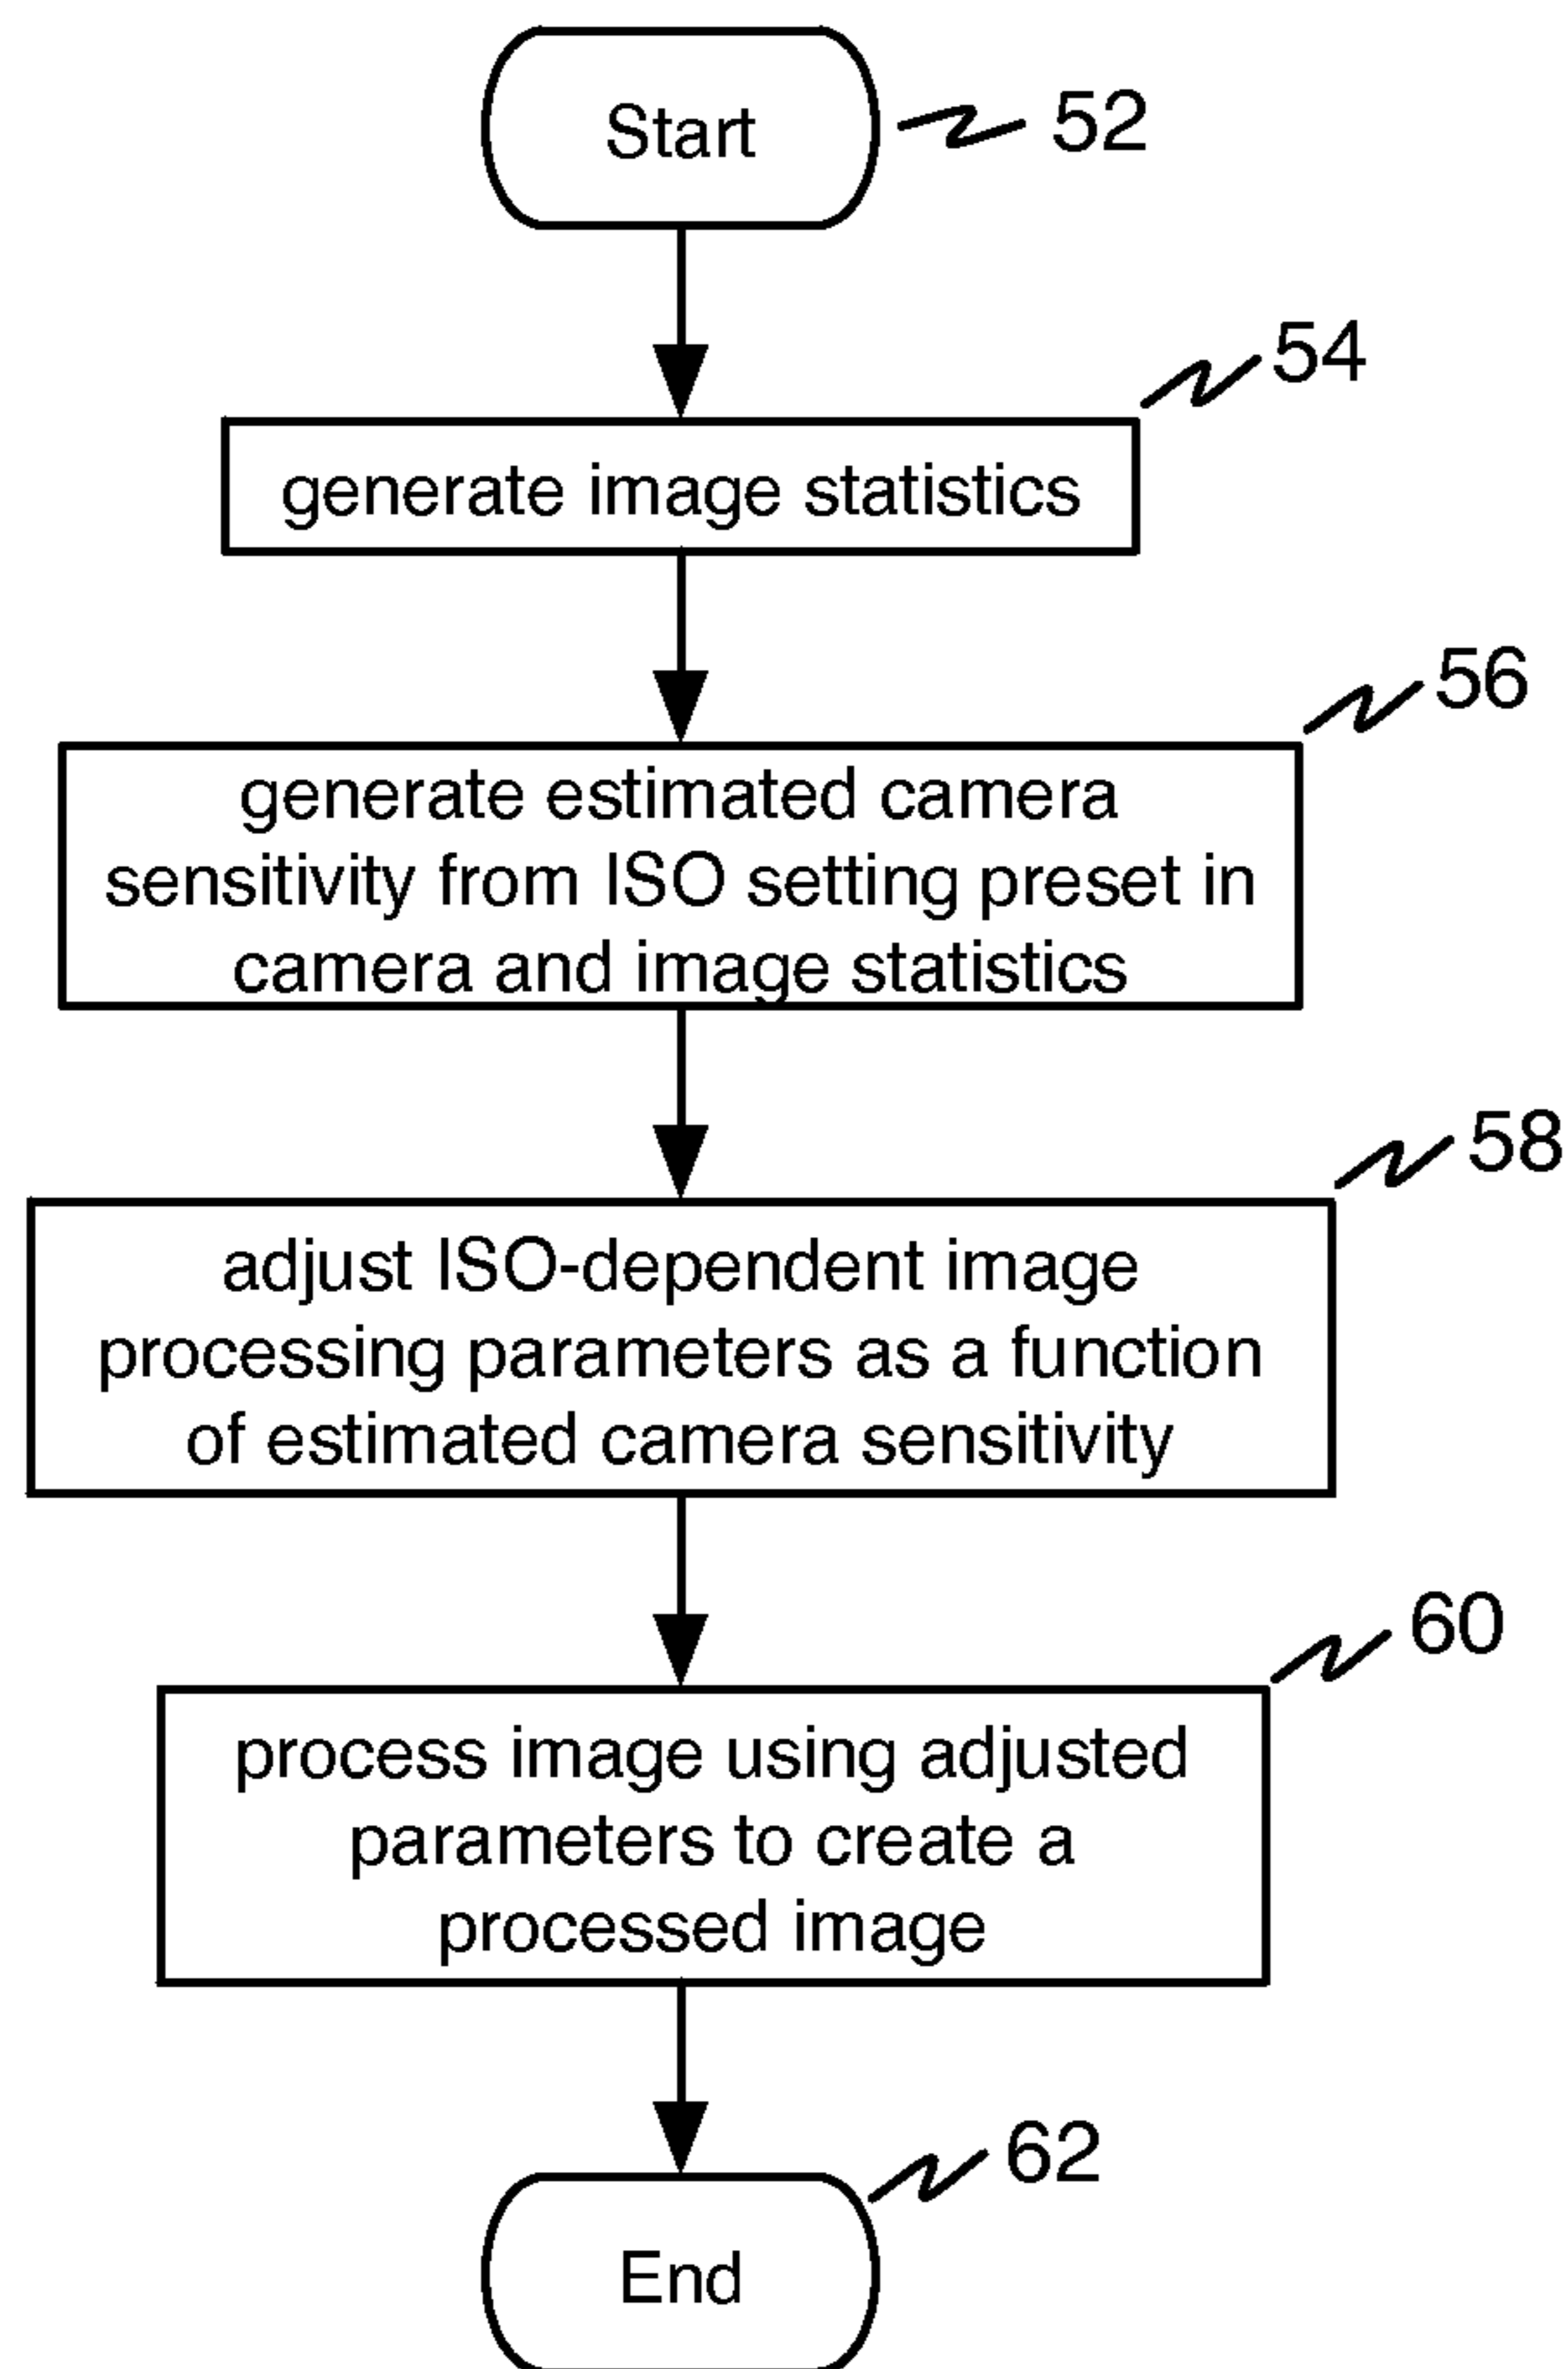 Start
52
54
generate image statistics
56
generate estimated camera
sensitivity from ISO setting preset in
camera and image statistics
58
adjust ISO-dependent image
processing parameters as a function
of estimated camera sensitivity
60
process image using adjusted
parameters to create a
processed image
62
End